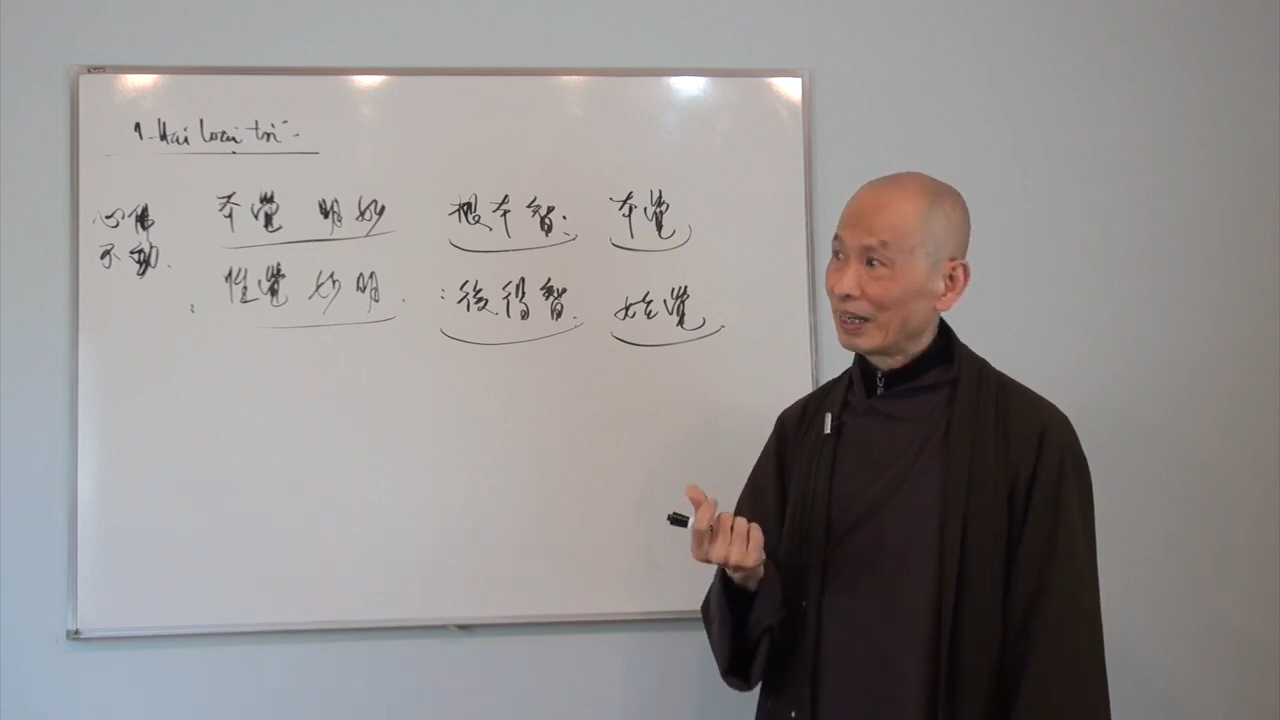 1. Hai loại trí.
本覺 明妙 根本智: 本覺
心
不動.
性覺 妙明. : 後得智. 始覺.